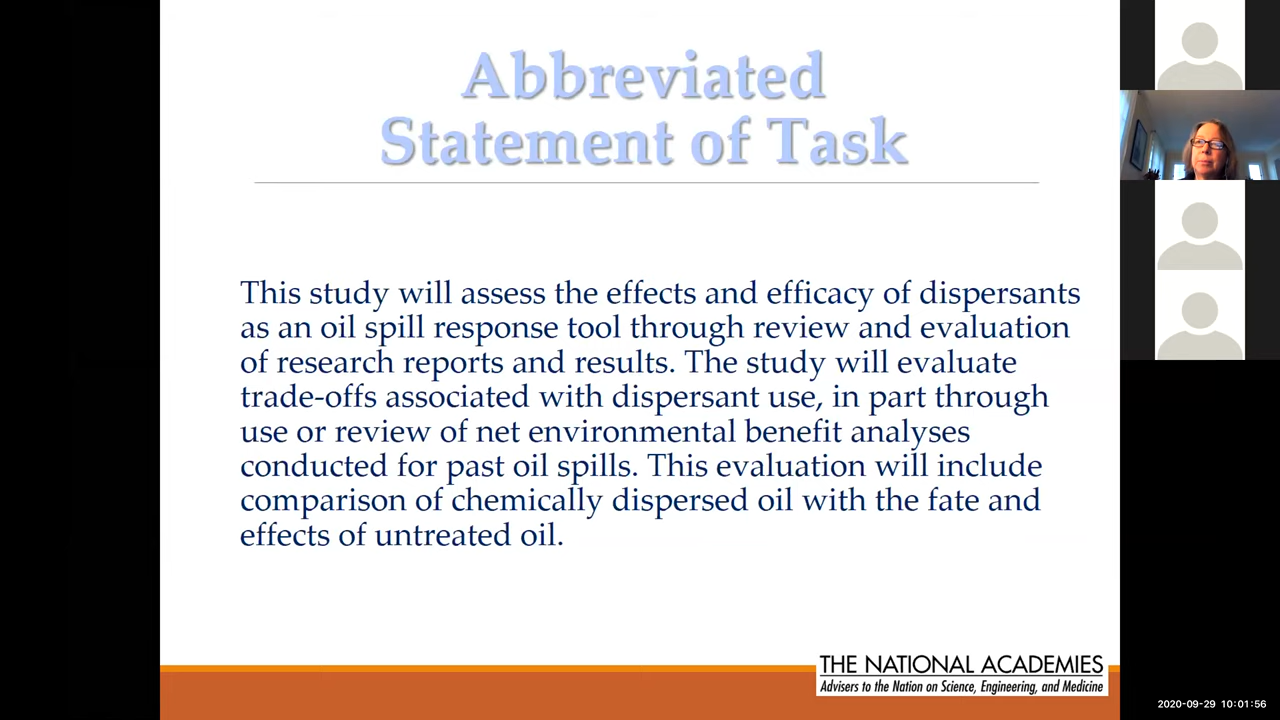 Abbreviated
Statement of Task
This study will assess the effects and efficacy of dispersants
as an oil spill response tool through review and evaluation
of research reports and results. The study will evaluate
trade-offs associated with dispersant use, in part through
use or review of net environmental benefit analyses
conducted for past oil spills. This evaluation will include
comparison of chemically dispersed oil with the fate and
effects of untreated oil.
THE NATIONAL ACADEMIES
Advisers to the Nation on Science, Engineering, and Medicine
2020-09-29 10:01:56